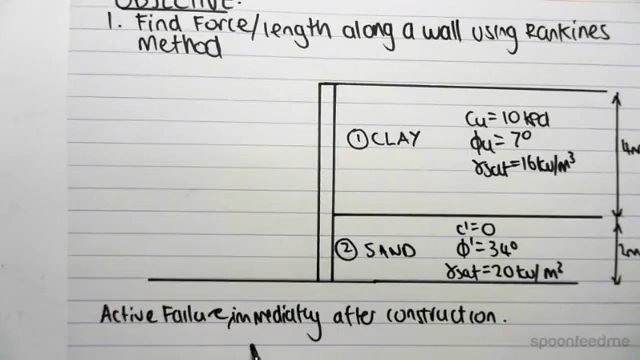 OBJECTIVE:
1. Find Force/length along a wall using Rankines
Method
① CLAY
Cu = 10 kPa
ϕu = 7°
γsat = 16 kN/m³
4m
② SAND
c' = 0
ϕ' = 34°
γsat = 20 kN/m³
2m
Active Failure, immediatly after construction.
spoonfeedme